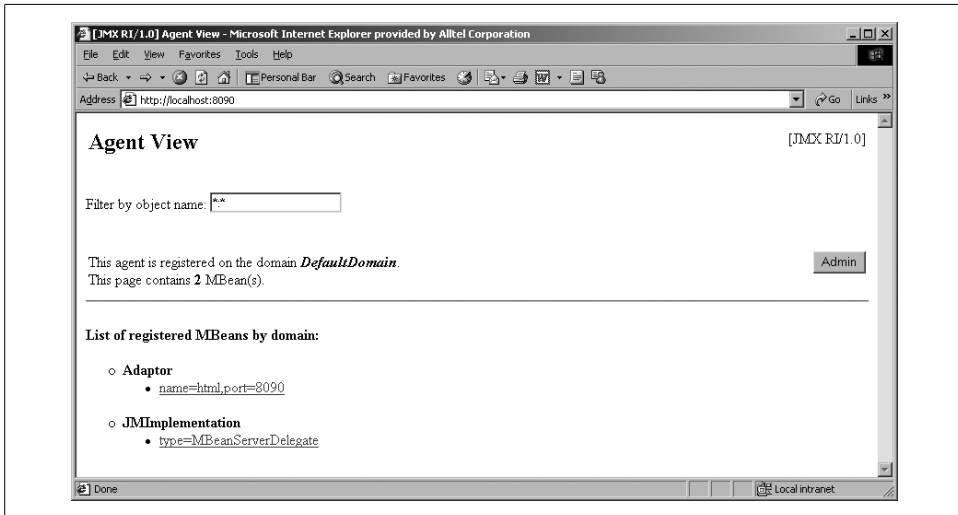 [JMX RI/1.0] Agent View - Microsoft Internet Explorer provided by Alltel Corporation
File Edit View Favorites Tools Help
Back Personal Bar Search Favorites
Address http://localhost:8090 Go Links »
Agent View [JMX RI/1.0]
Filter by object name: *:*
This agent is registered on the domain DefaultDomain. Admin
This page contains 2 MBean(s).
List of registered MBeans by domain:
Adaptor
name=html,port=8090
JMImplementation
type=MBeanServerDelegate
Done Local intranet